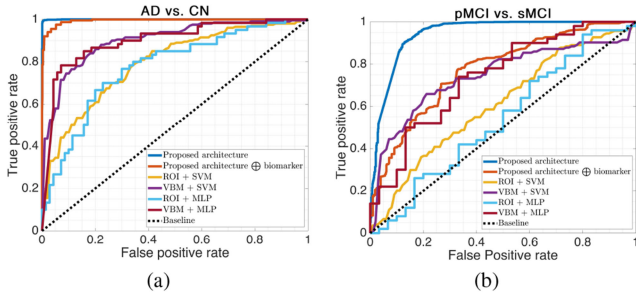 AD vs. CN
True positive rate
1
0.8
0.6
0.4
0.2
0
Proposed architecture
Proposed architecture ⨁ biomarker
ROI + SVM
VBM + SVM
ROI + MLP
VBM + MLP
Baseline
0 0.2 0.4 0.6 0.8 1
False positive rate
(a)
pMCI vs. sMCI
True positive rate
1
0.8
0.6
0.4
0.2
0
Proposed architecture
Proposed architecture ⨁ biomarker
ROI + SVM
VBM + SVM
ROI + MLP
VBM + MLP
Baseline
0 0.2 0.4 0.6 0.8 1
False Positive rate
(b)